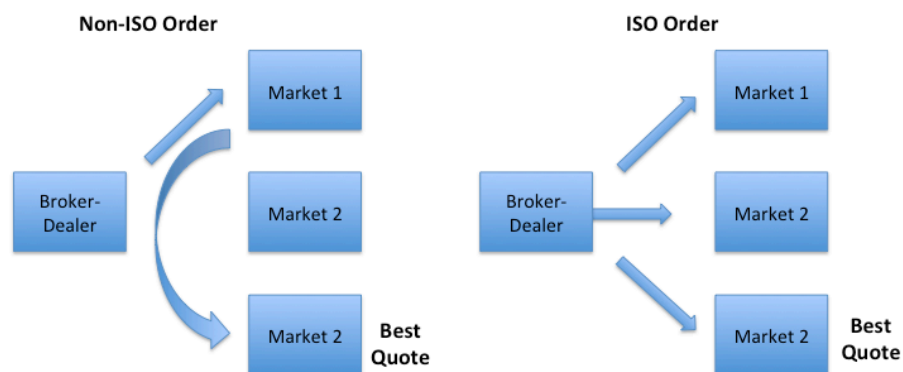 Non-ISO Order
Market 1
Broker-
Dealer
Market 2
Market 2
Best
Quote
ISO Order
Market 1
Broker-
Dealer
Market 2
Market 2
Best
Quote